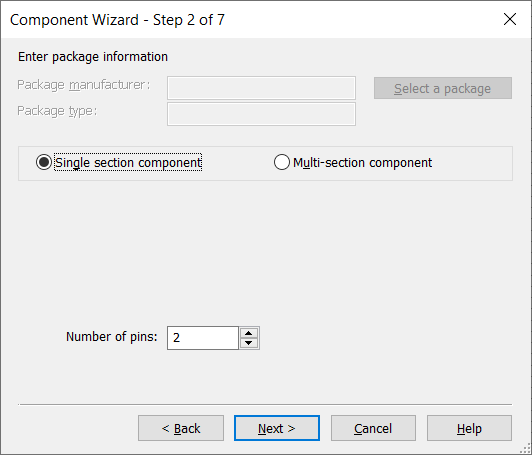 Component Wizard - Step 2 of 7
Enter package information
Package manufacturer:
Select a package
Package type:
Single section component
Multi-section component
Number of pins: 2
< Back
Next >
Cancel
Help